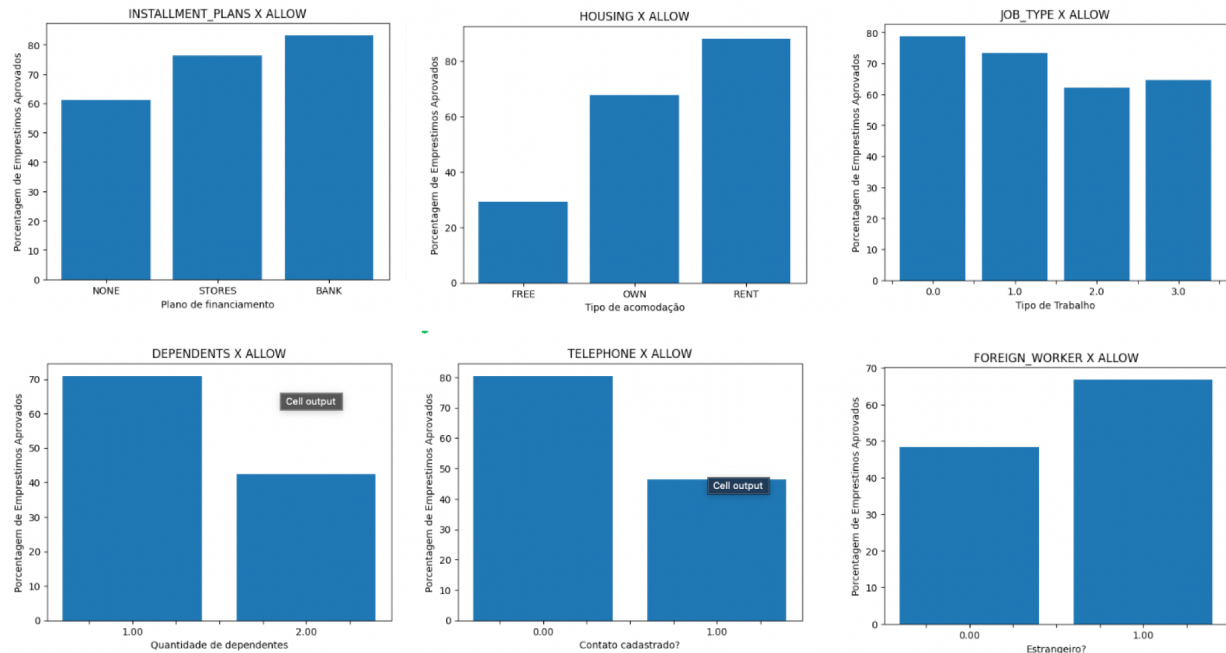 INSTALLMENT_PLANS X ALLOW
Porcentagem de Emprestimos Aprovados
80
70
60
50
40
30
20
10
0
NONE STORES BANK
Plano de financiamento
HOUSING X ALLOW
Porcentagem de Emprestimos Aprovados
80
60
40
20
0
FREE OWN RENT
Tipo de acomodação
JOB_TYPE X ALLOW
Porcentagem de Emprestimos Aprovados
80
70
60
50
40
30
20
10
0
0.0 1.0 2.0 3.0
Tipo de Trabalho
DEPENDENTS X ALLOW
Porcentagem de Emprestimos Aprovados
70
60
50
40
30
20
10
0
Cell output
1.00 2.00
Quantidade de dependentes
TELEPHONE X ALLOW
Porcentagem de Emprestimos Aprovados
80
70
60
50
40
30
20
10
0
Cell output
0.00 1.00
Contato cadastrado?
FOREIGN_WORKER X ALLOW
Porcentagem de Emprestimos Aprovados
70
60
50
40
30
20
10
0
0.00 1.00
Estrangeiro?